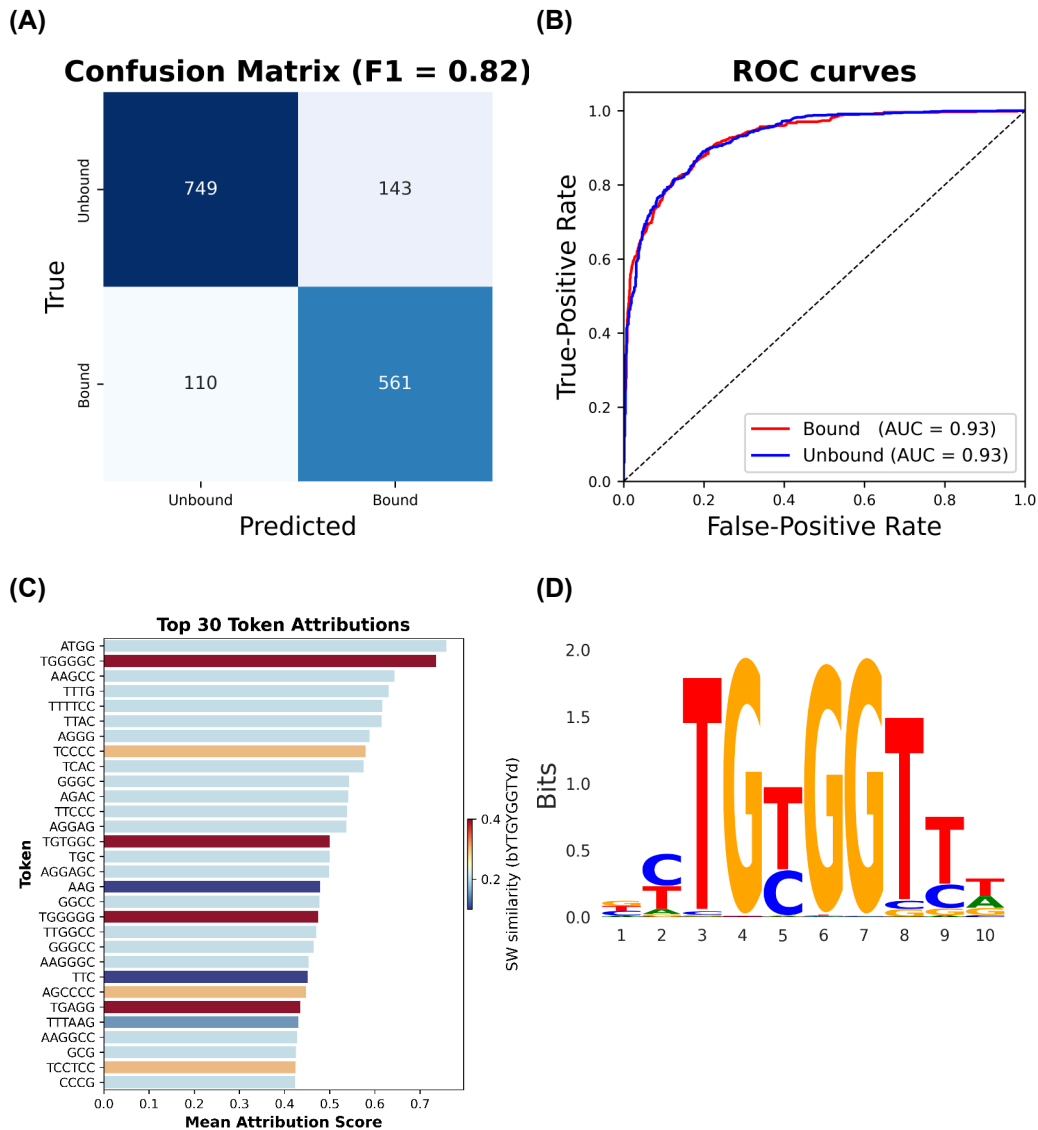 (A)
Confusion Matrix (F1 = 0.82)
True
Unbound
749
143
Bound
110
561
Unbound
Bound
Predicted
(B)
ROC curves
True-Positive Rate
1.0
0.8
0.6
0.4
0.2
0.0
Bound (AUC = 0.93)
Unbound (AUC = 0.93)
0.0 0.2 0.4 0.6 0.8 1.0
False-Positive Rate
(C)
Top 30 Token Attributions
Token
ATGG
TGGGGC
AAGCC
TTTG
TTTTCC
TTAC
AGGG
TCCCC
TCAC
GGGC
AGAC
TTCCC
AGGAG
TGTGGC
TGC
AGGAGC
AAG
GGCC
TGGGGG
TTGGCC
GGGCC
AAGGGC
TTC
AGCCCC
TGAGG
TTTAAG
AAGGCC
GCG
TCCTCC
CCCG
0.0 0.1 0.2 0.3 0.4 0.5 0.6 0.7
Mean Attribution Score
SW similarity (bYTGYGGTYd)
0.4
0.2
(D)
Bits
2.0
1.5
1.0
0.5
0.0
1 2 3 4 5 6 7 8 9 10